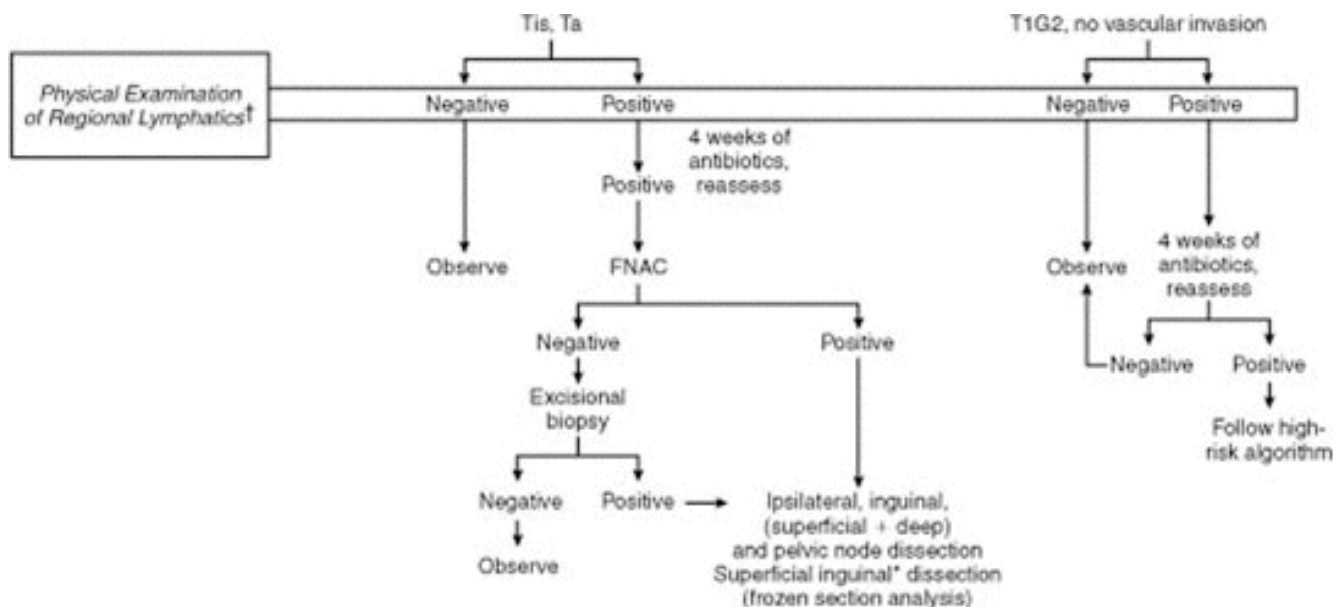 Tis, Ta
T1G2, no vascular invasion
Physical Examination
of Regional Lymphatics†
Negative
Positive
Negative
Positive
4 weeks of
antibiotics,
reassess
Positive
Observe
FNAC
Observe
4 weeks of
antibiotics,
reassess
Negative
Positive
Negative
Positive
Excisional
biopsy
Follow high-
risk algorithm
Negative
Positive
Ipsilateral, inguinal,
(superficial + deep)
and pelvic node dissection
Superficial inguinal* dissection
(frozen section analysis)
Observe